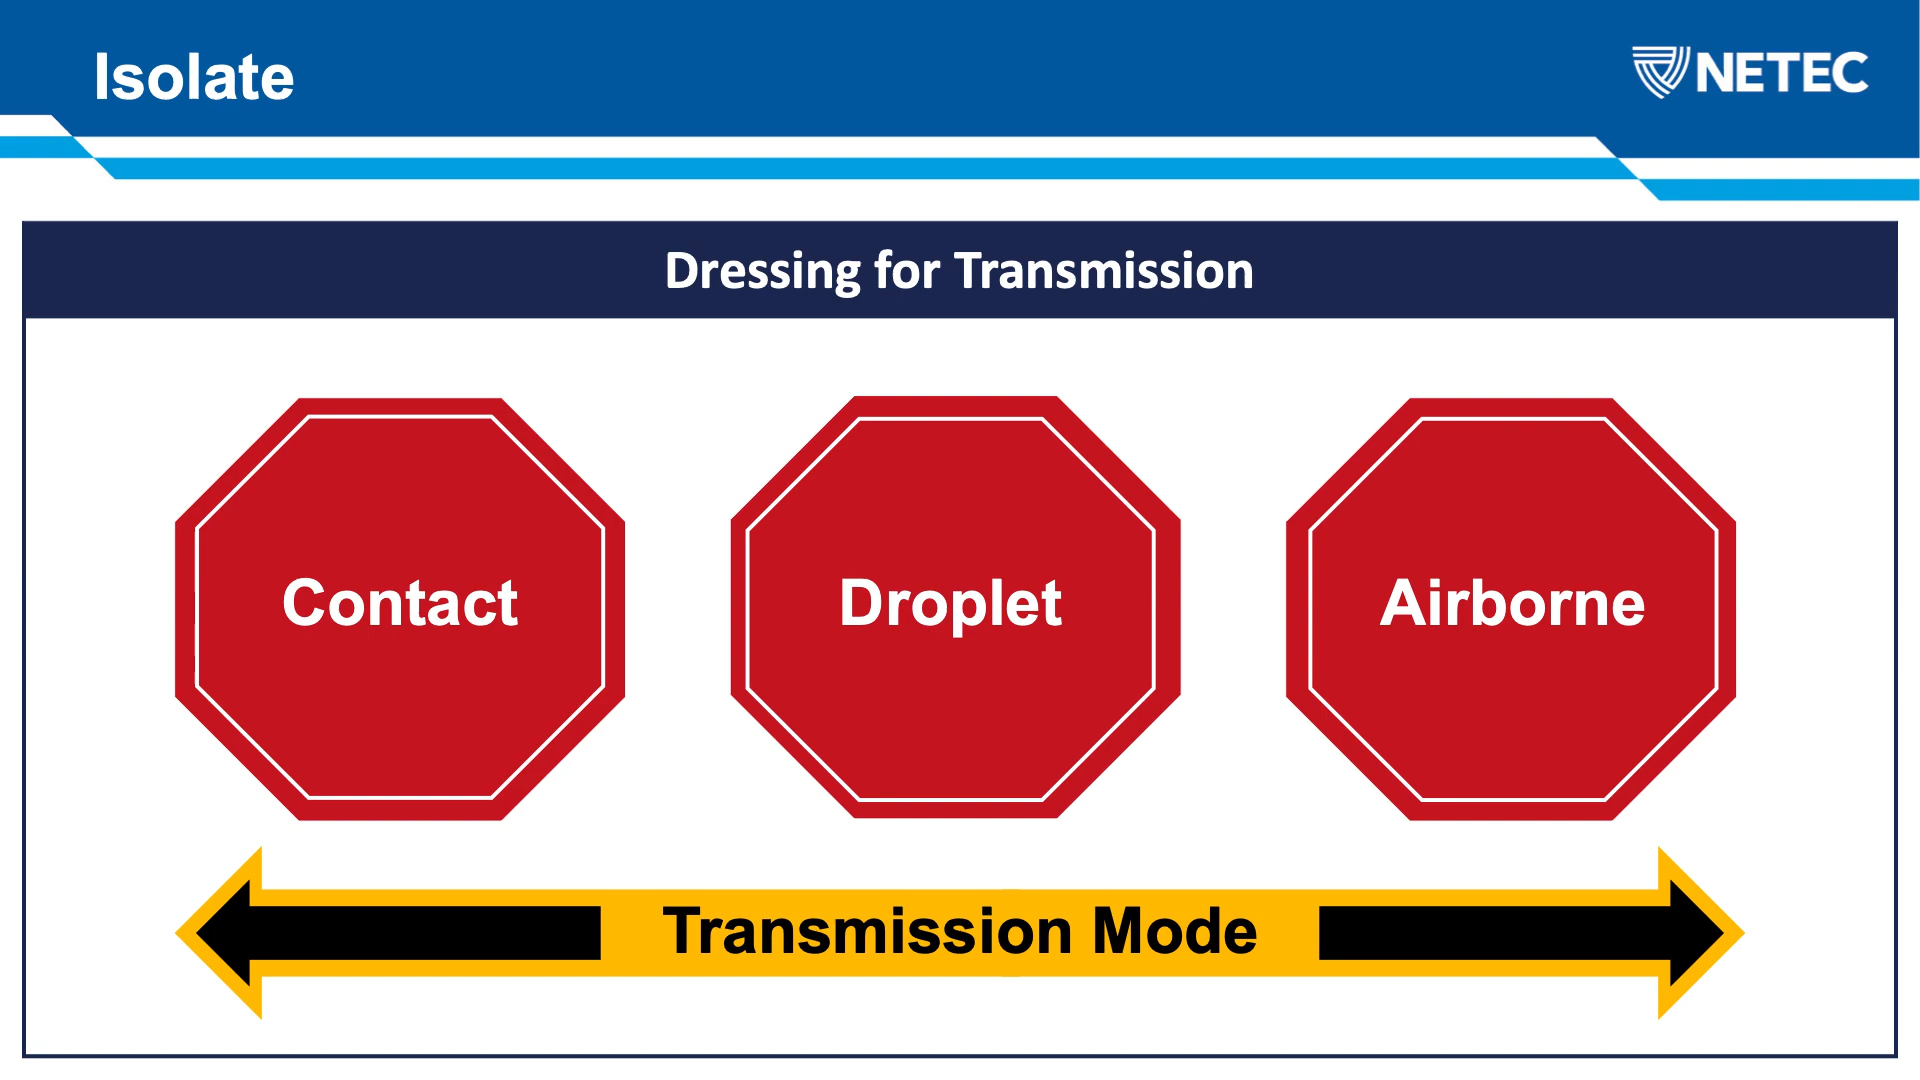 Isolate
NETEC
Dressing for Transmission
Contact
Droplet
Airborne
Transmission Mode